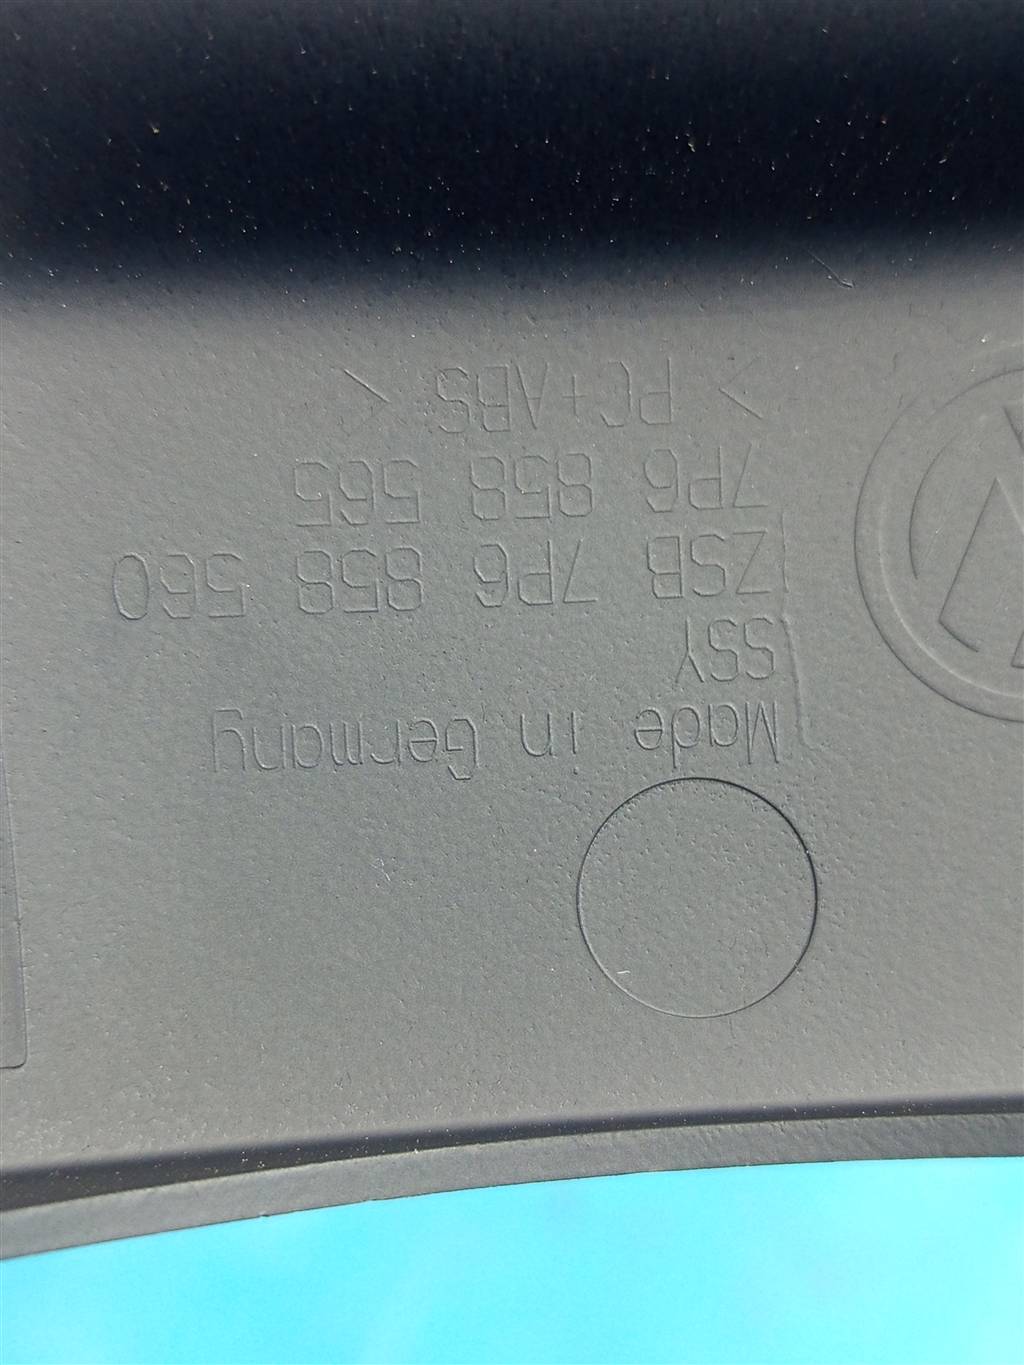 Made in Germany
SSY
ZSB 7P6 858 560
7P6 858 565
> PC+ABS <